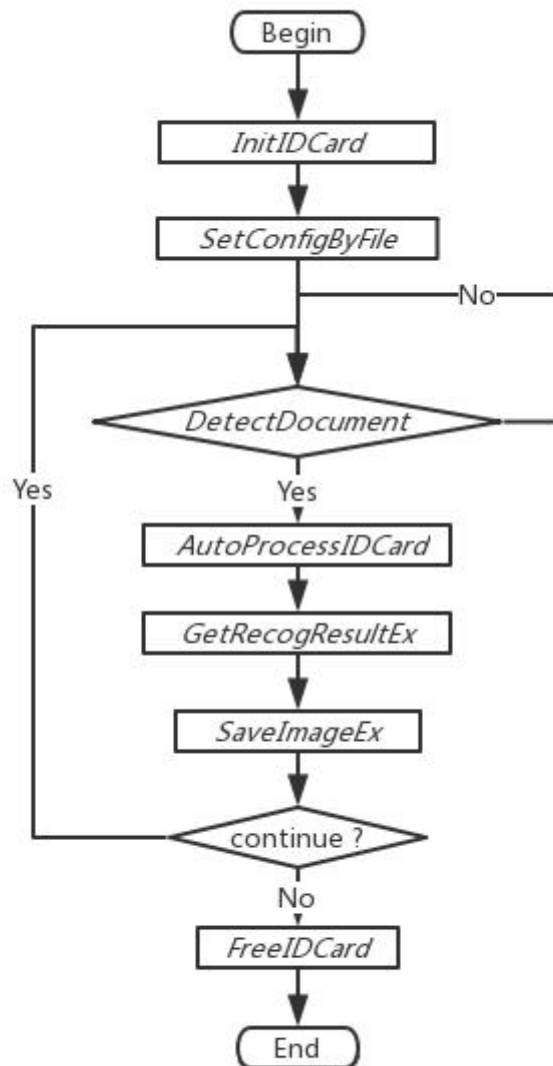 Begin
InitIDCard
SetConfigByFile
No
DetectDocument
Yes
Yes
AutoProcessIDCard
GetRecogResultEx
SaveImageEx
continue ?
No
FreeIDCard
End